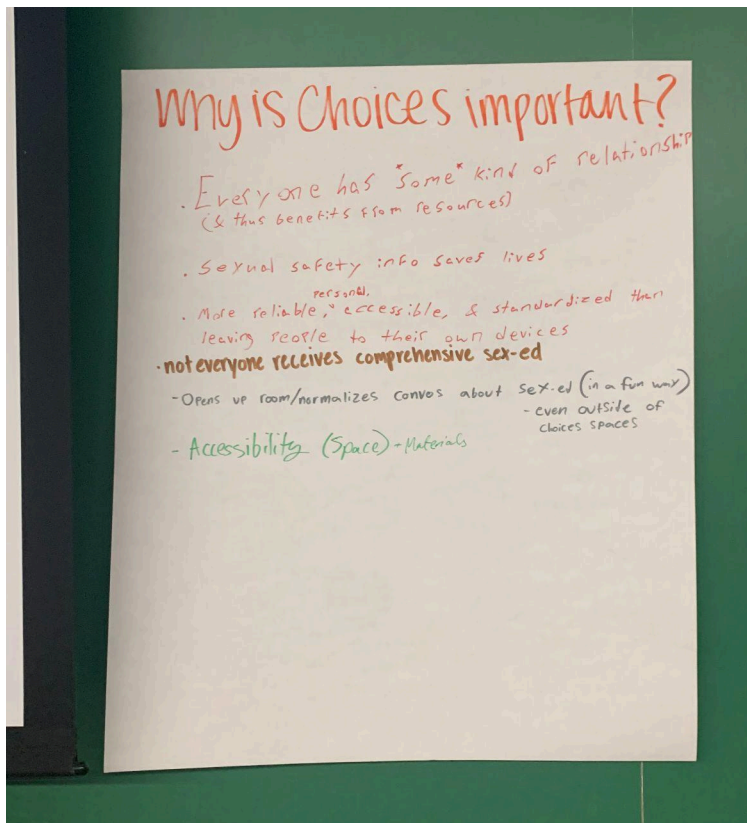 Why is Choices important?
. Everyone has *some* kind of relationship
(& thus benefits from resources)
. Sexual safety info saves lives
personal,
. More reliable, ^ accessible, & standardized than
leaving people to their own devices
· not everyone receives comprehensive sex-ed
- Opens up room/normalizes convos about sex-ed (in a fun way)
- even outside of
choices spaces
- Accessibility (Space) - Materials